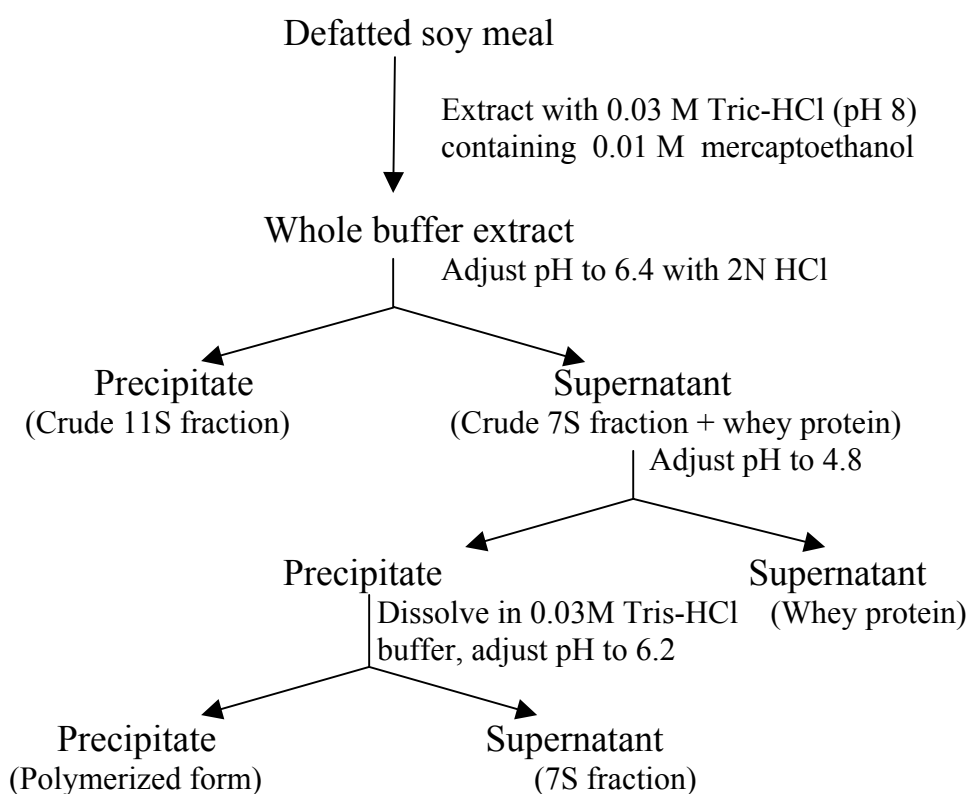 Defatted soy meal
Extract with 0.03 M Tric-HCl (pH 8)
containing 0.01 M mercaptoethanol
Whole buffer extract
Adjust pH to 6.4 with 2N HCl
Precipitate
(Crude 11S fraction)
Supernatant
(Crude 7S fraction + whey protein)
Adjust pH to 4.8
Precipitate
Supernatant
(Whey protein)
Dissolve in 0.03M Tris-HCl
buffer, adjust pH to 6.2
Precipitate
(Polymerized form)
Supernatant
(7S fraction)